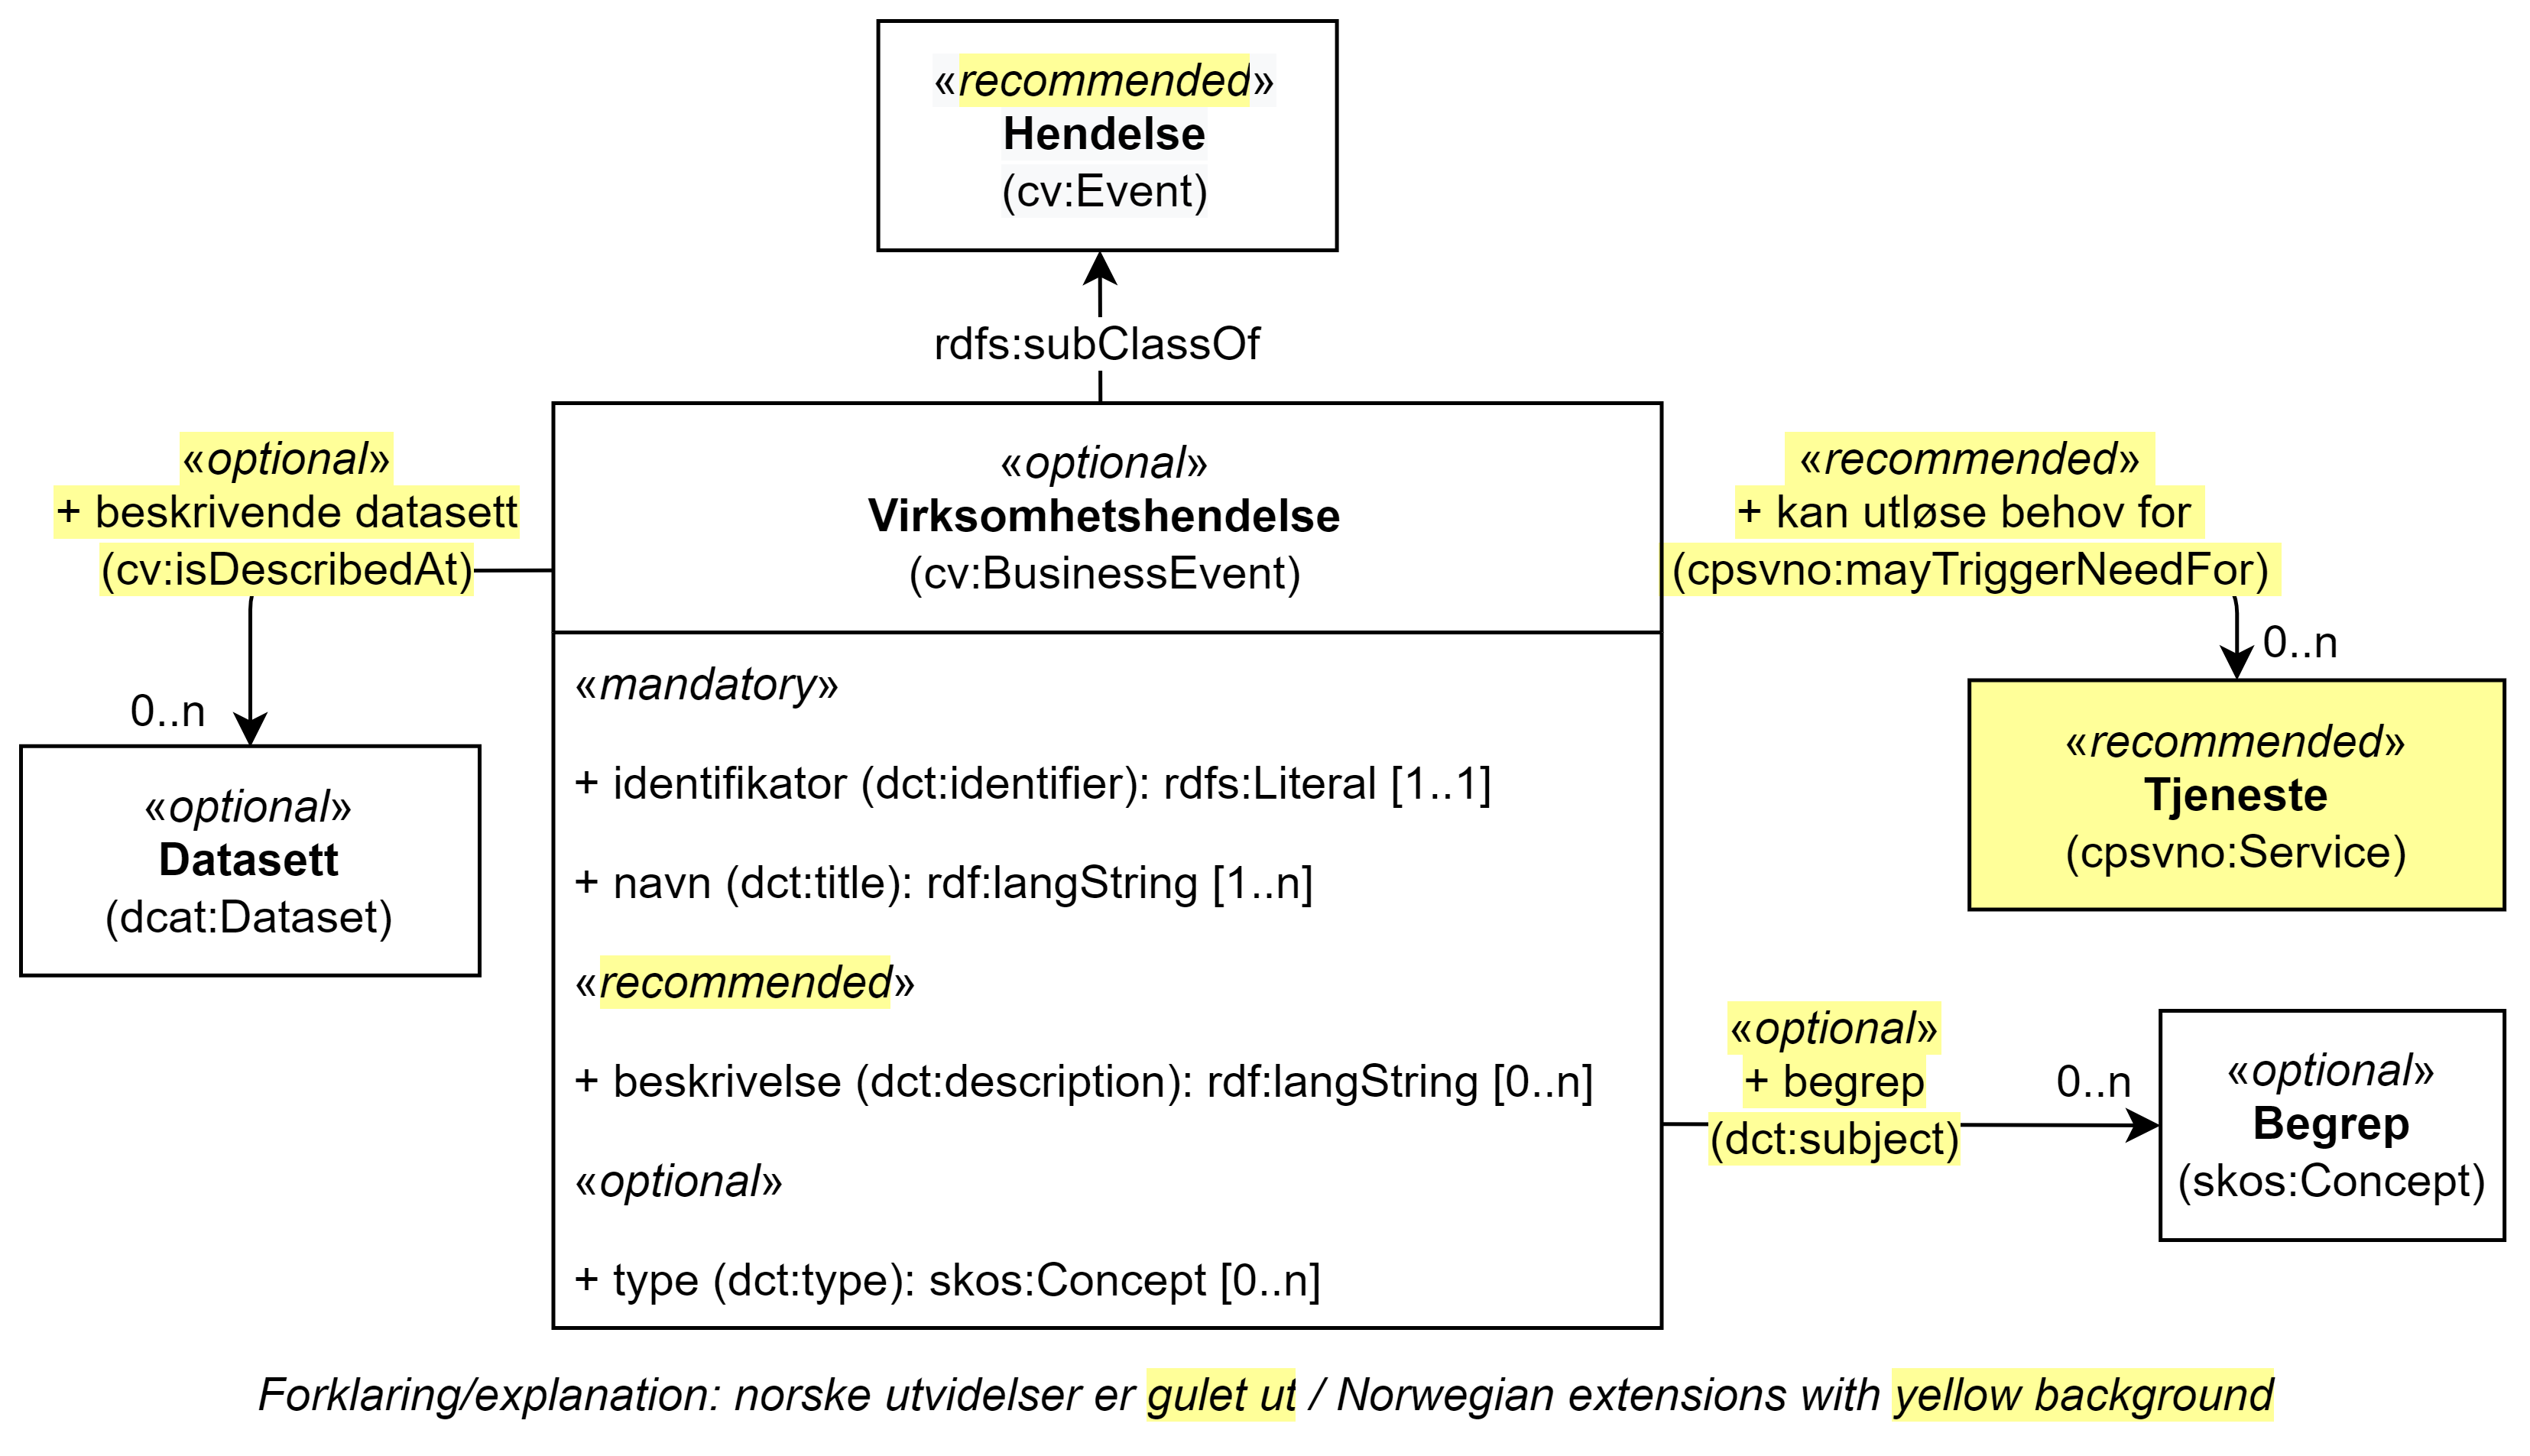 «recommended»
Hendelse
(cv:Event)
rdfs:subClassOf
«optional»
+ beskrivende datasett
(cv:isDescribedAt)
0..n
«optional»
Datasett
(dcat:Dataset)
«optional»
Virksomhetshendelse
(cv:BusinessEvent)
«mandatory»
+ identifikator (dct:identifier): rdfs:Literal [1..1]
+ navn (dct:title): rdf:langString [1..n]
«recommended»
+ beskrivelse (dct:description): rdf:langString [0..n]
«optional»
+ type (dct:type): skos:Concept [0..n]
«recommended»
+ kan utløse behov for
(cpsvno:mayTriggerNeedFor)
0..n
«recommended»
Tjeneste
(cpsvno:Service)
«optional»
+ begrep
(dct:subject)
0..n
«optional»
Begrep
(skos:Concept)
Forklaring/explanation: norske utvidelser er gulet ut / Norwegian extensions with yellow background